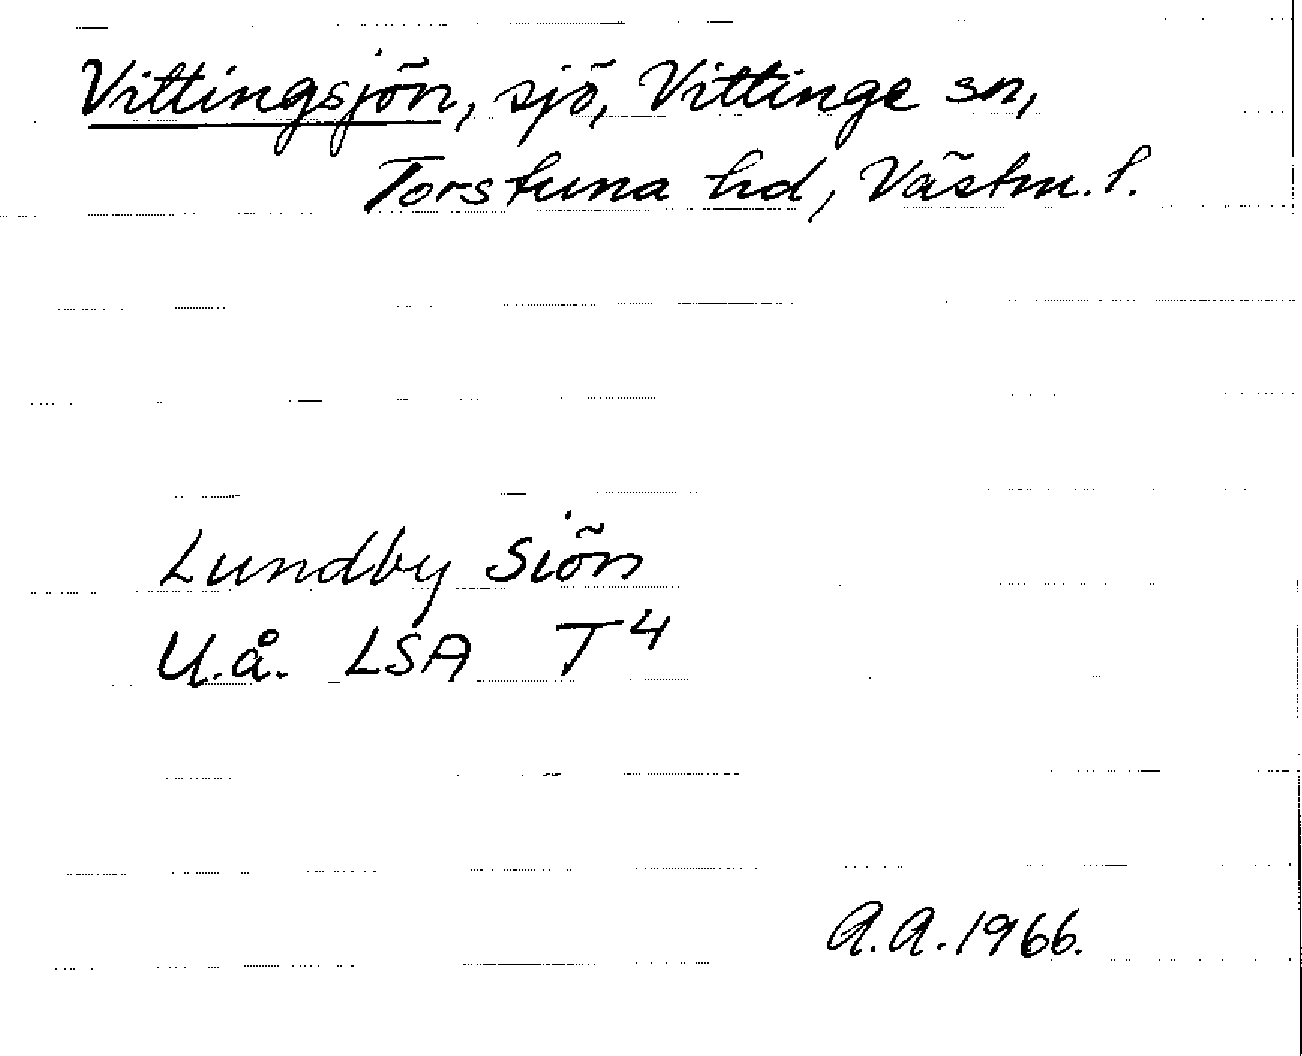 Vittingsjön, sjö, Vittinge sn,
Torstuna hd, Västm. l.
Lundby Siön
U.å. LSA T4
A.A. 1966.